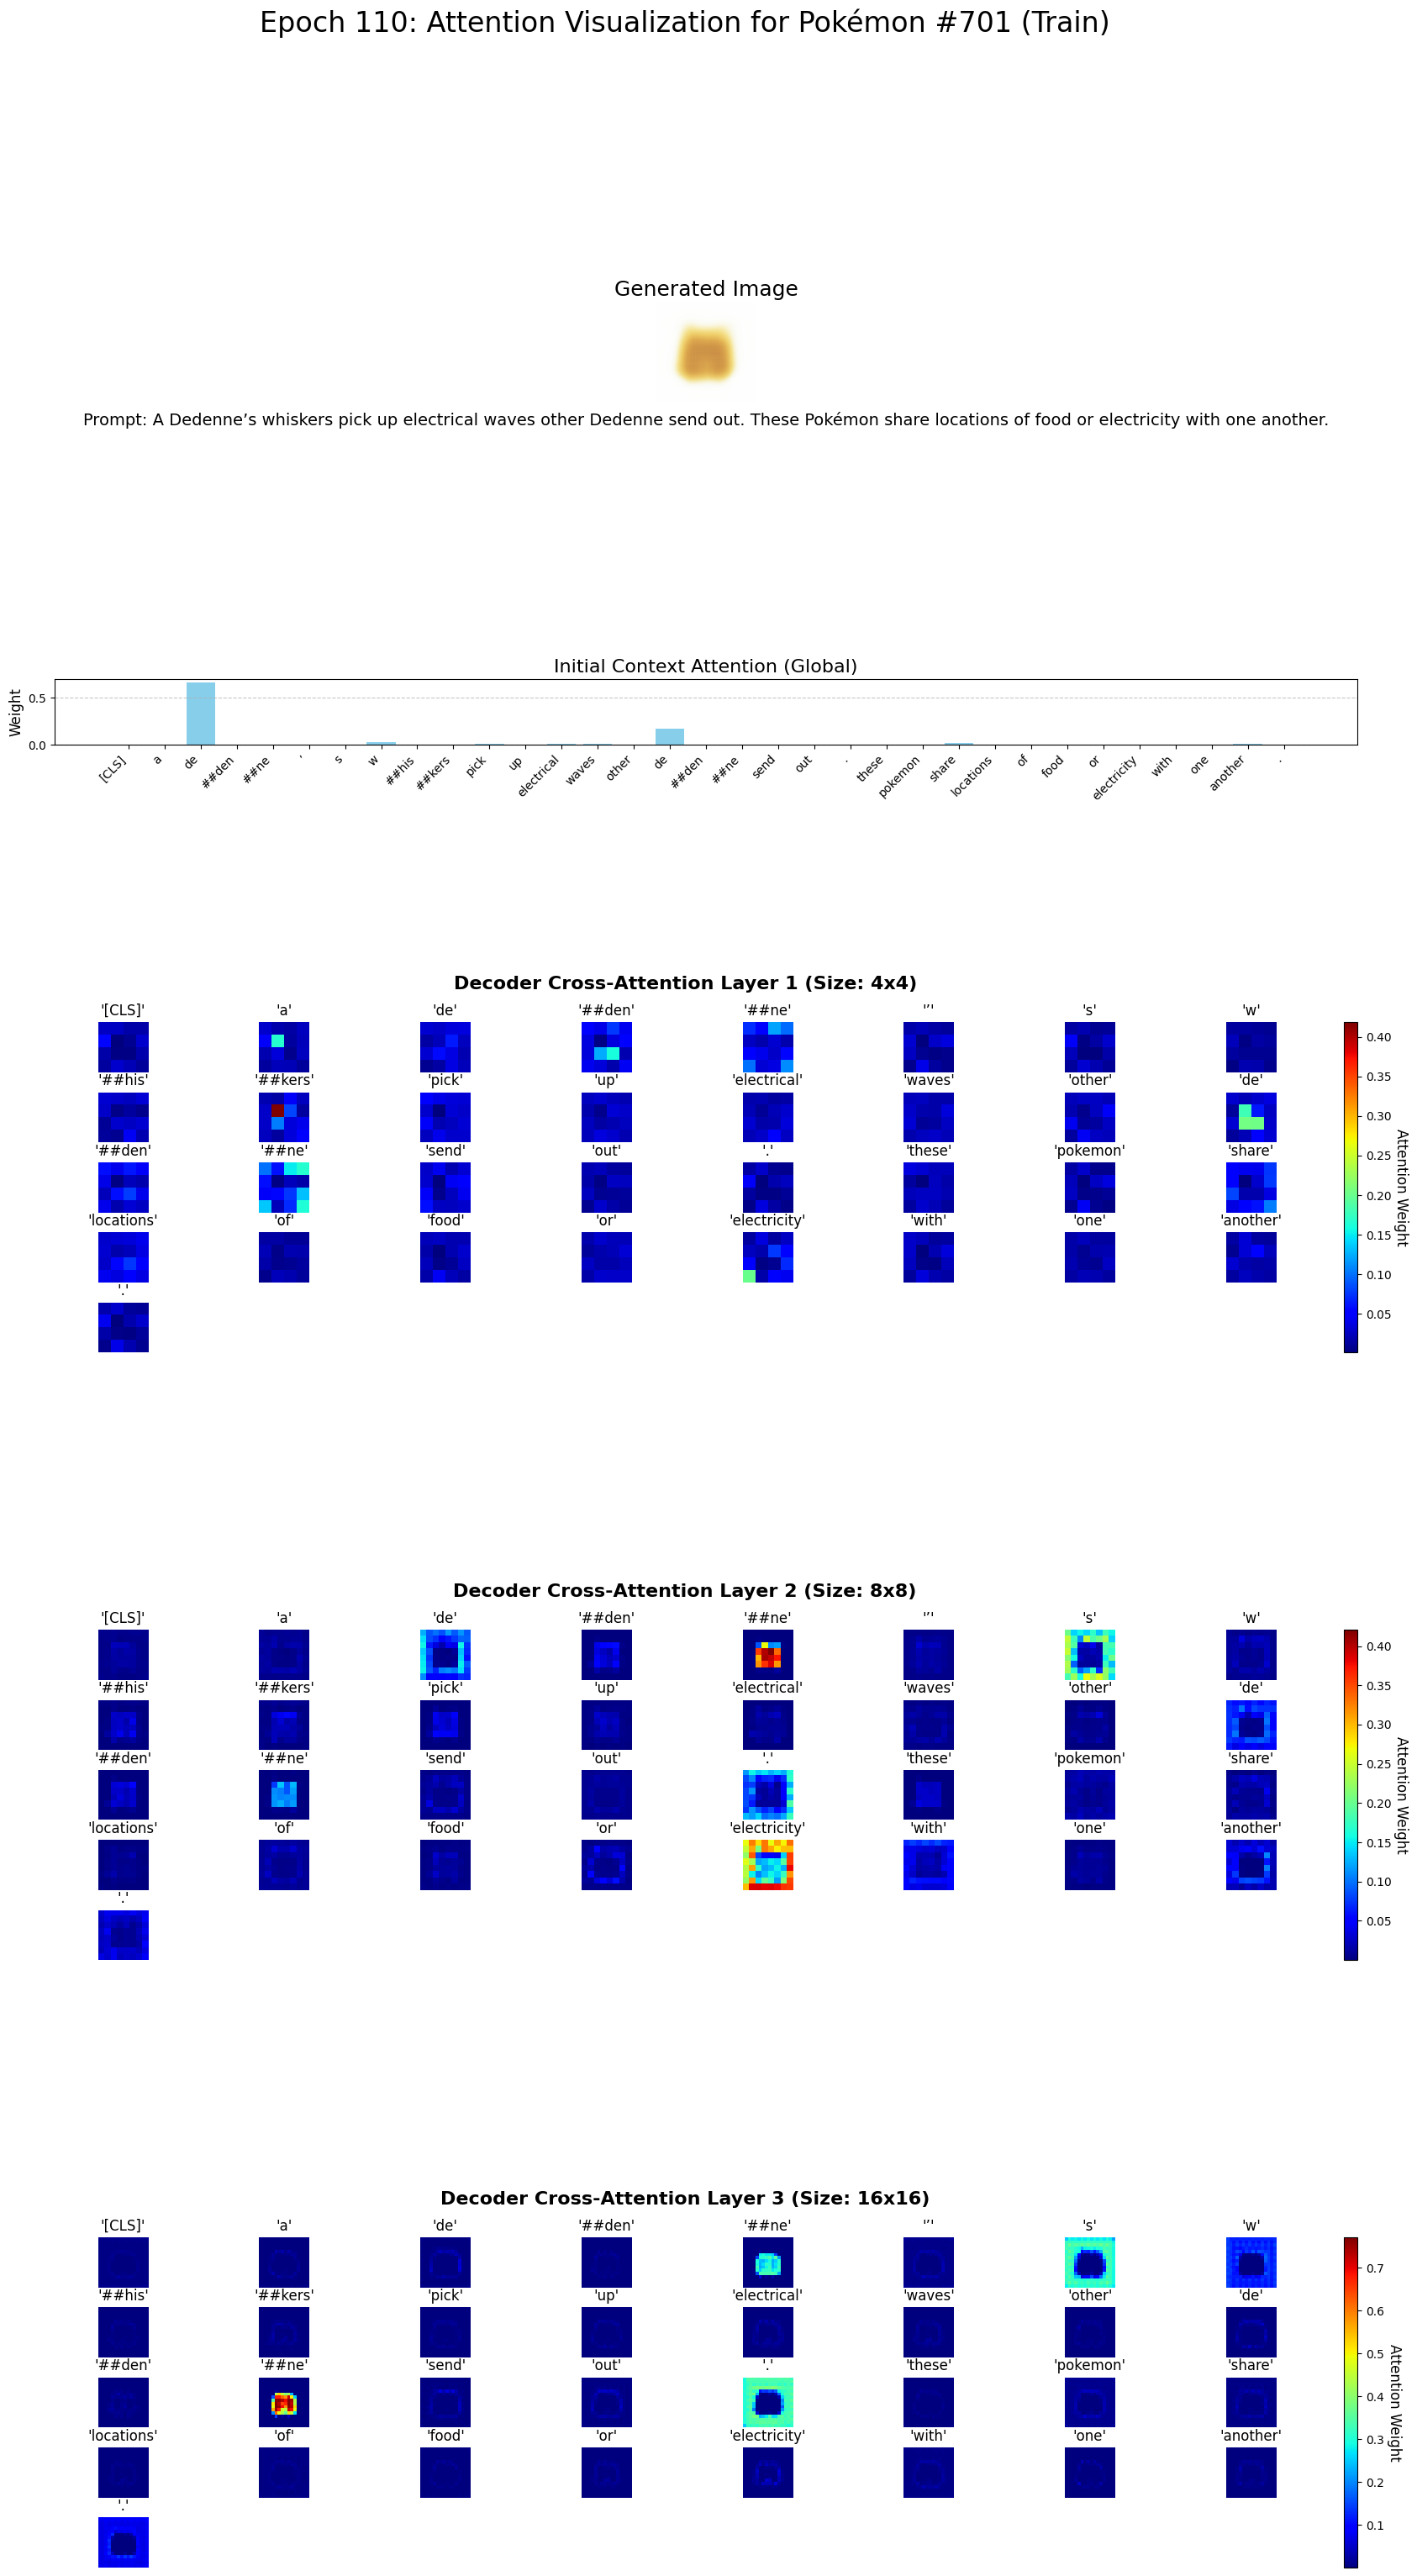 Epoch 110: Attention Visualization for Pokémon #701 (Train)
Generated Image
Prompt: A Dedenne’s whiskers pick up electrical waves other Dedenne send out. These Pokémon share locations of food or electricity with one another.
Initial Context Attention (Global)
Weight
0.5
0.0
[CLS] a de ##den ##ne ’ s w ##his ##kers pick up electrical waves other de ##den ##ne send out . these pokemon share locations of food or electricity with one another .
Decoder Cross-Attention Layer 1 (Size: 4x4)
'[CLS]' 'a' 'de' '##den' '##ne' '’' 's' 'w'
'##his' '##kers' 'pick' 'up' 'electrical' 'waves' 'other' 'de'
'##den' '##ne' 'send' 'out' '.' 'these' 'pokemon' 'share'
'locations' 'of' 'food' 'or' 'electricity' 'with' 'one' 'another'
'.'
0.40
0.35
0.30
0.25
0.20
0.15
0.10
0.05
Attention Weight
Decoder Cross-Attention Layer 2 (Size: 8x8)
'[CLS]' 'a' 'de' '##den' '##ne' '’' 's' 'w'
'##his' '##kers' 'pick' 'up' 'electrical' 'waves' 'other' 'de'
'##den' '##ne' 'send' 'out' '.' 'these' 'pokemon' 'share'
'locations' 'of' 'food' 'or' 'electricity' 'with' 'one' 'another'
'.'
0.40
0.35
0.30
0.25
0.20
0.15
0.10
0.05
Attention Weight
Decoder Cross-Attention Layer 3 (Size: 16x16)
'[CLS]' 'a' 'de' '##den' '##ne' '’' 's' 'w'
'##his' '##kers' 'pick' 'up' 'electrical' 'waves' 'other' 'de'
'##den' '##ne' 'send' 'out' '.' 'these' 'pokemon' 'share'
'locations' 'of' 'food' 'or' 'electricity' 'with' 'one' 'another'
'.'
0.7
0.6
0.5
0.4
0.3
0.2
0.1
Attention Weight